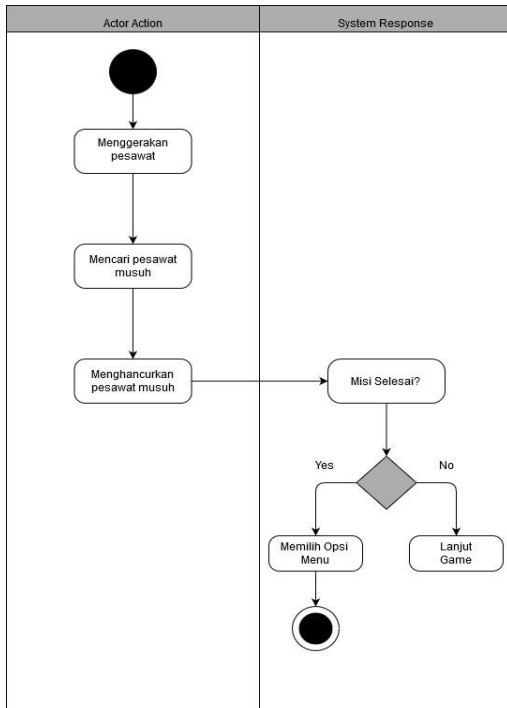 Actor Action
System Response
Menggerakan
pesawat
Mencari pesawat
musuh
Menghancurkan
pesawat musuh
Misi Selesai?
Yes
No
Memilih Opsi
Menu
Lanjut
Game